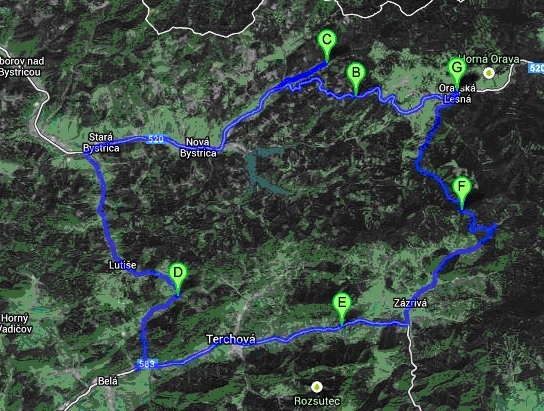 C
B
G
Horná Orava
520
Oravská
Lesná
borov nad
Bystricou
520
Stará
Bystrica
Nová
Bystrica
F
Lutiše
D
E
Zázrivá
Horný
Vadičov
Terchová
583
Belá
Rozsutec